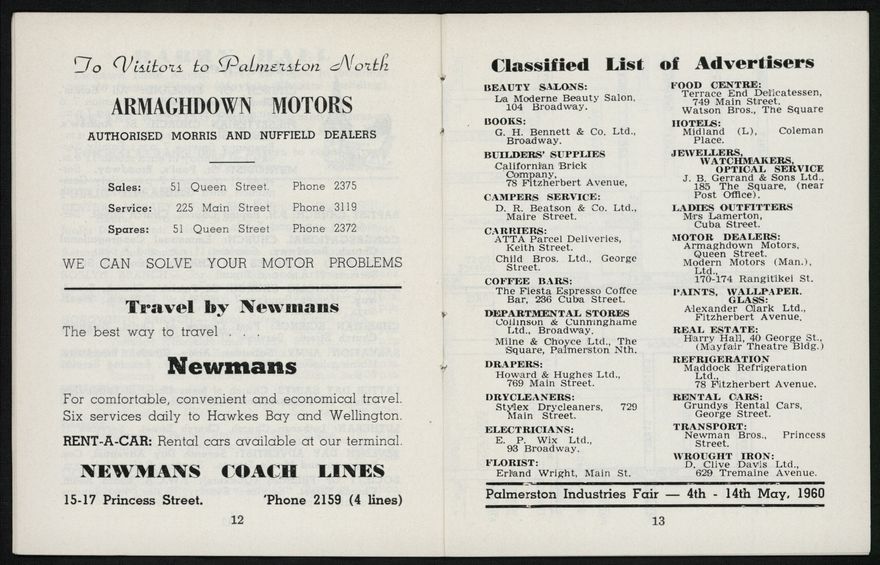 To Visitors to Palmerston North
ARMAGHDOWN MOTORS
AUTHORISED MORRIS AND NUFFIELD DEALERS
Sales: 51 Queen Street. Phone 2375
Service: 225 Main Street Phone 3119
Spares: 51 Queen Street Phone 2372
WE CAN SOLVE YOUR MOTOR PROBLEMS
Travel by Newmans
The best way to travel . .
Newmans
For comfortable, convenient and economical travel.
Six services daily to Hawkes Bay and Wellington.
RENT-A-CAR: Rental cars available at our terminal.
NEWMANS COACH LINES
15-17 Princess Street. 'Phone 2159 (4 lines)
12
Classified List of Advertisers
BEAUTY SALONS:
La Moderne Beauty Salon,
104 Broadway.
BOOKS:
G. H. Bennett & Co. Ltd.,
Broadway.
BUILDERS' SUPPLIES
Californian Brick
Company,
78 Fitzherbert Avenue,
CAMPERS SERVICE:
D. R. Beatson & Co. Ltd.,
Maire Street.
CARRIERS:
ATTA Parcel Deliveries,
Keith Street.
Child Bros. Ltd., George
Street.
COFFEE BARS:
The Fiesta Espresso Coffee
Bar, 236 Cuba Street.
DEPARTMENTAL STORES
Collinson & Cunninghame
Ltd., Broadway.
Milne & Choyce Ltd., The
Square, Palmerston Nth.
DRAPERS:
Howard & Hughes Ltd.,
769 Main Street.
DRYCLEANERS:
Stylex Drycleaners, 729
Main Street.
ELECTRICIANS:
E. P. Wix Ltd.,
93 Broadway.
FLORIST:
Erland Wright, Main St.
FOOD CENTRE:
Terrace End Delicatessen,
749 Main Street.
Watson Bros., The Square
HOTELS:
Midland (L), Coleman
Place.
JEWELLERS,
WATCHMAKERS,
OPTICAL SERVICE
J. B. Gerrand & Sons Ltd.,
185 The Square, (near
Post Office).
LADIES OUTFITTERS
Mrs Lamerton,
Cuba Street.
MOTOR DEALERS:
Armaghdown Motors,
Queen Street.
Modern Motors (Man.),
Ltd.,
170-174 Rangitikei St.
PAINTS, WALLPAPER.
GLASS:
Alexander Clark Ltd.,
Fitzherbert Avenue.
REAL ESTATE:
Harry Hall, 40 George St.,
(Mayfair Theatre Bldg.)
REFRIGERATION
Maddock Refrigeration
Ltd.,
78 Fitzherbert Avenue.
RENTAL CARS:
Grundys Rental Cars,
George Street.
TRANSPORT:
Newman Bros., Princess
Street.
WROUGHT IRON:
D. Clive Davis Ltd.,
629 Tremaine Avenue.
Palmerston Industries Fair — 4th - 14th May, 1960
13